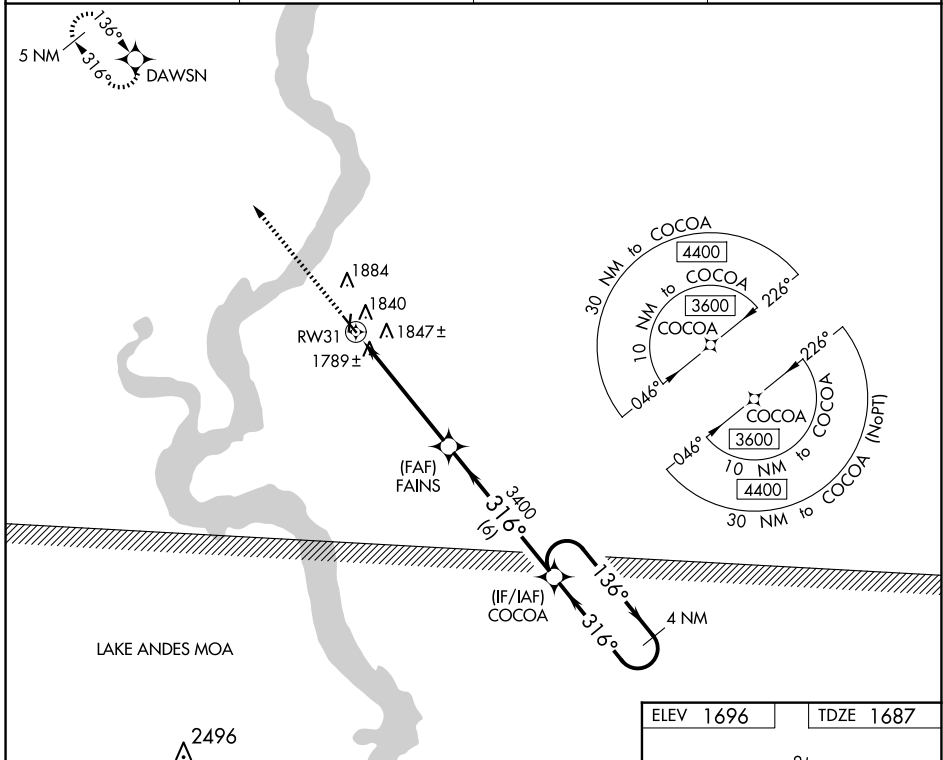 136°
5 NM
316°
DAWSN
30 NM to COCOA
4400
10 NM to COCOA
3600
226°
COCOA
046°
1884
1840
RW31
1847±
1789±
226°
COCOA
046°
3600
10 NM to COCOA
4400
30 NM to COCOA (NoPT)
(FAF)
FAINS
3400
316°
(6)
136°
(IF/IAF)
COCOA
316°
4 NM
LAKE ANDES MOA
2496
ELEV 1696
TDZE 1687